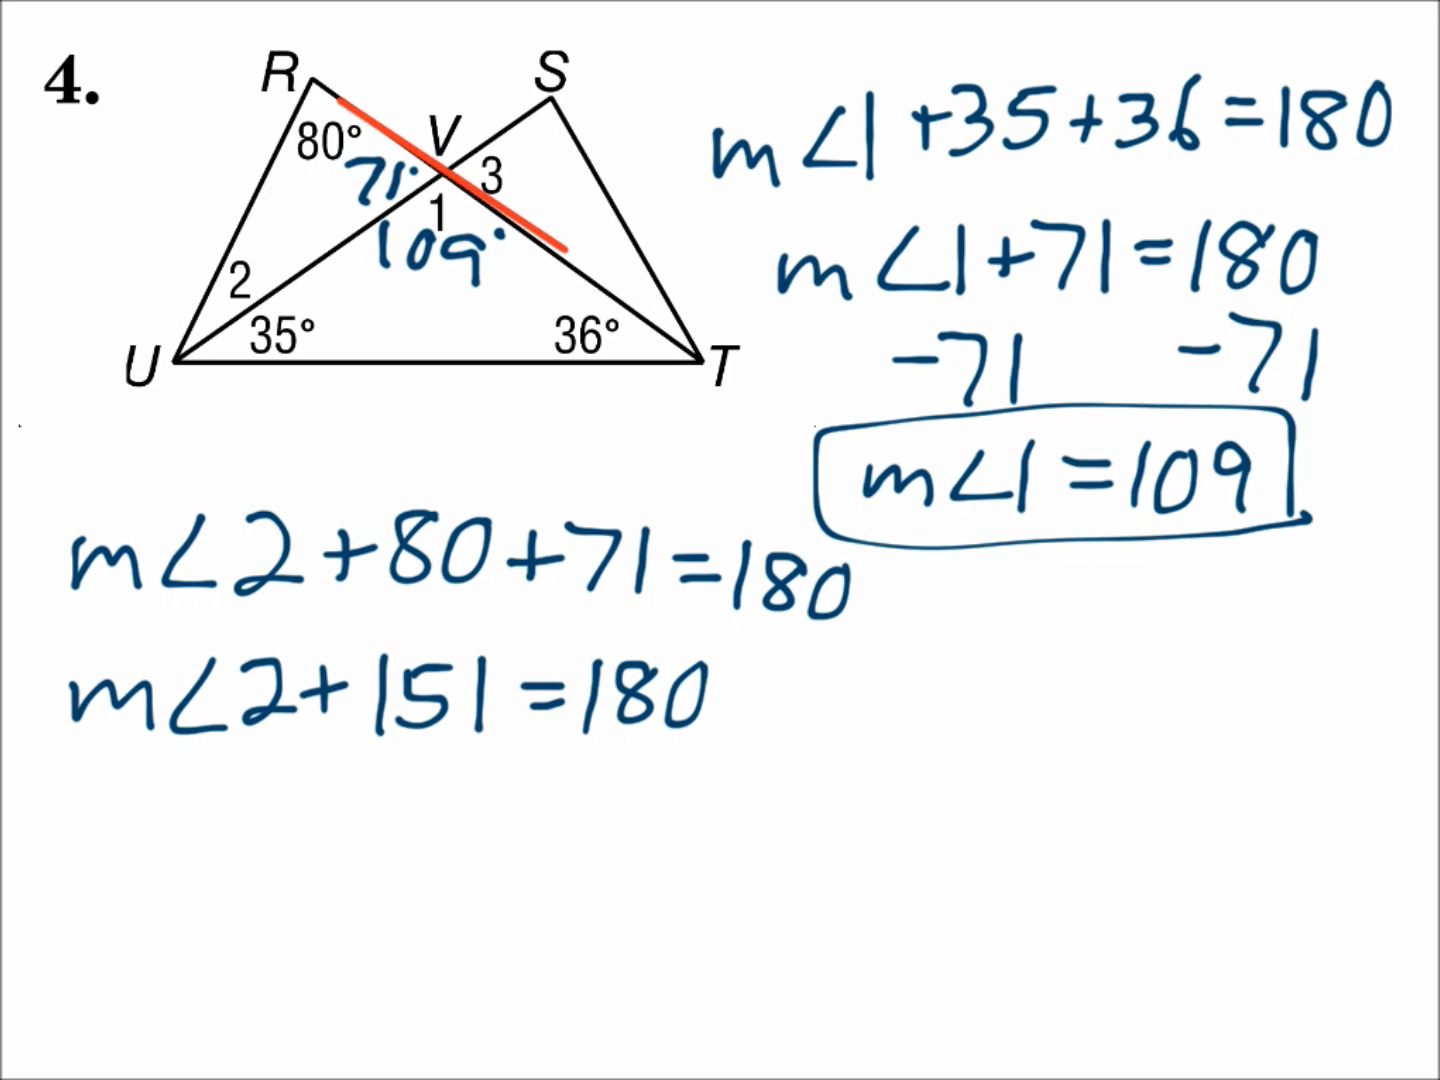 4.
R
S
V
80°
71°
3
1
109°
2
35°
36°
U
T
m∠1 +35+36=180
m∠1+71=180
-71 -71
m∠1=109
m∠2+80+71=180
m∠2+151=180